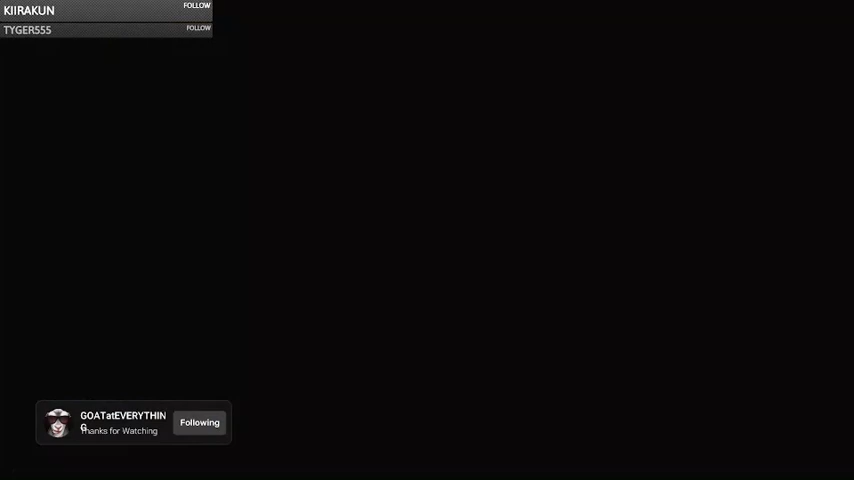 KIIRAKUN FOLLOW
TYGER555 FOLLOW
GOATatEVERYTHIN
G
Thanks for Watching
Following